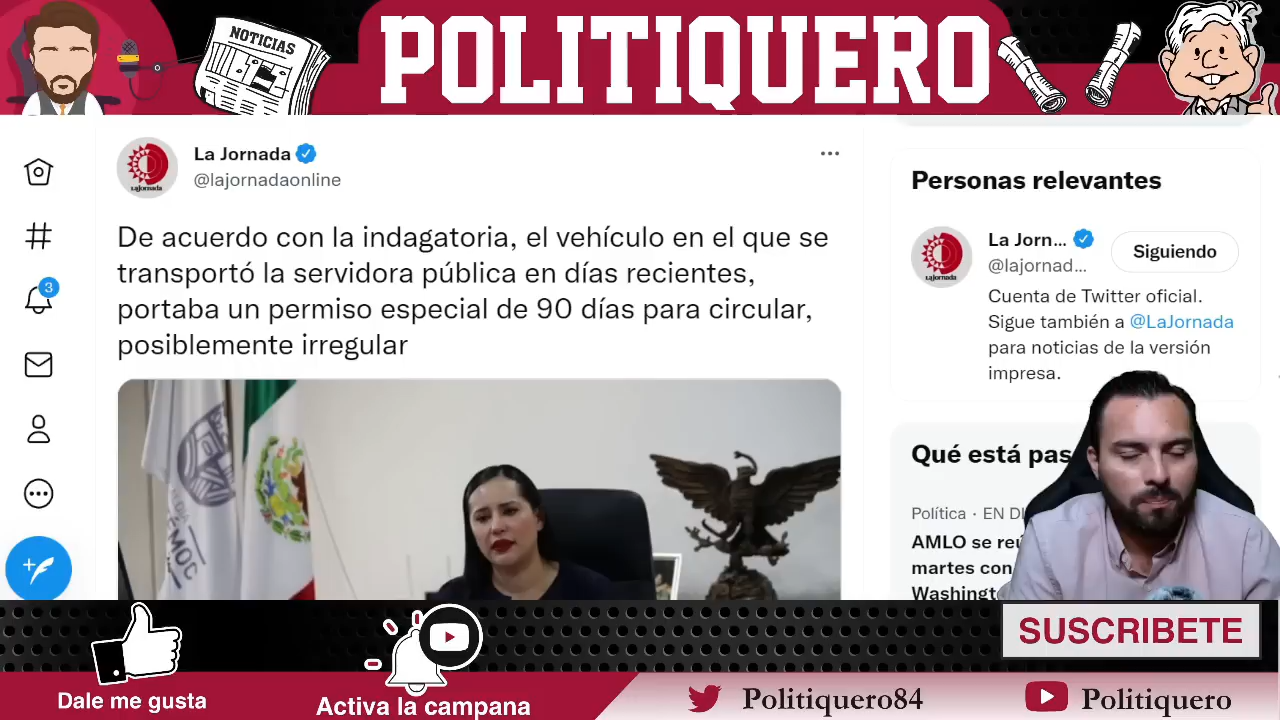 NOTICIAS
POLITIQUERO
La Jornada
@lajornadaonline
De acuerdo con la indagatoria, el vehículo en el que se
transportó la servidora pública en días recientes,
portaba un permiso especial de 90 días para circular,
posiblemente irregular
3
Personas relevantes
La Jorn...
@lajornad...
Siguiendo
Cuenta de Twitter oficial.
Sigue también a @LaJornada
para noticias de la versión
impresa.
Qué está pas
Política · EN DI
AMLO se reú
martes con
Washingt
SUSCRIBETE
Dale me gusta
Activa la campana
Politiquero84
Politiquero